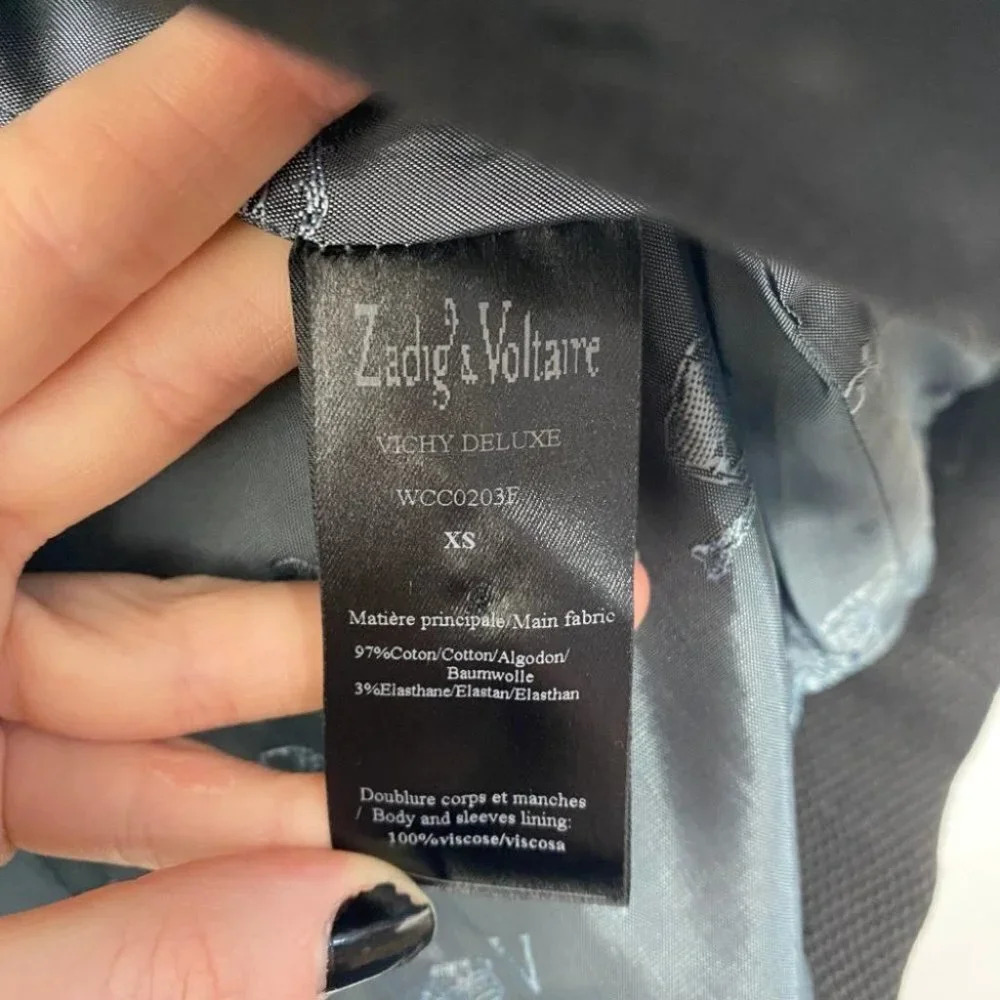 Zadig & Voltaire
VICHY DELUXE
WCC0203F
XS
Matière principale/Main fabric
97%Coton/Cotton/Algodon/
Baumwolle
3%Elasthane/Elastan/Elasthan
Doublure corps et manches
/ Body and sleeves lining:
100%viscose/viscosa